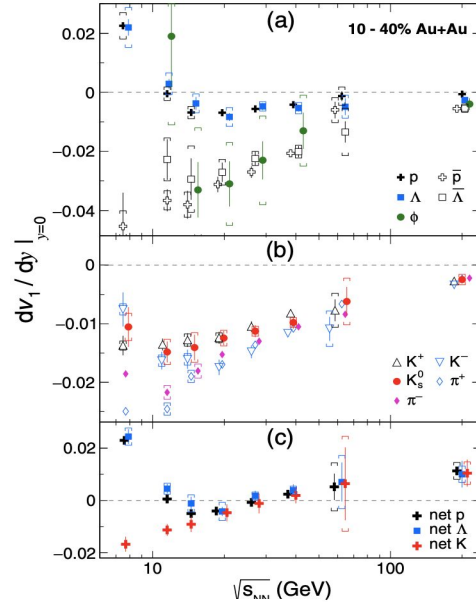 (a)
10 - 40% Au+Au
0.02
0
−0.02
−0.04
p
p̄
Λ
Λ̄
ϕ
dv₁ / dy |y=0
(b)
0
−0.01
−0.02
K⁺
K⁻
K⁰ₛ
π⁺
π⁻
(c)
0.02
0
−0.02
net p
net Λ
net K
10
100
√sNN (GeV)